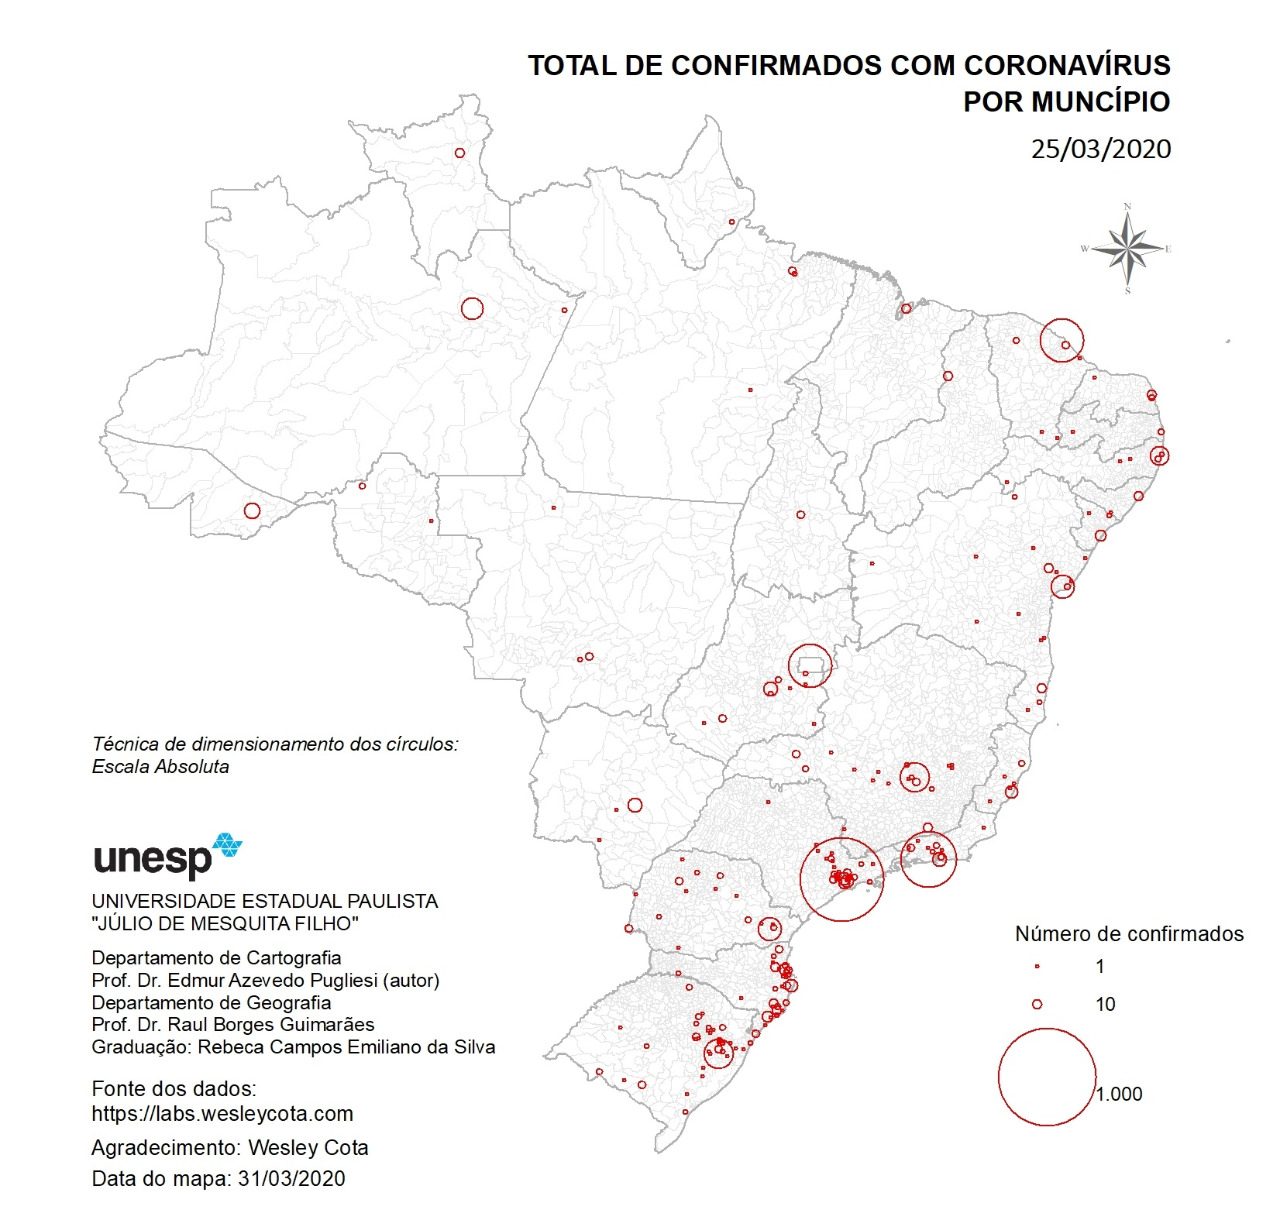 TOTAL DE CONFIRMADOS COM CORONAVÍRUS
POR MUNCÍPIO
25/03/2020
N
W
E
S
Técnica de dimensionamento dos círculos:
Escala Absoluta
unesp
UNIVERSIDADE ESTADUAL PAULISTA
"JÚLIO DE MESQUITA FILHO"
Departamento de Cartografia
Prof. Dr. Edmur Azevedo Pugliesi (autor)
Departamento de Geografia
Prof. Dr. Raul Borges Guimarães
Graduação: Rebeca Campos Emiliano da Silva
Fonte dos dados:
https://labs.wesleycota.com
Agradecimento: Wesley Cota
Data do mapa: 31/03/2020
Número de confirmados
1
10
1.000